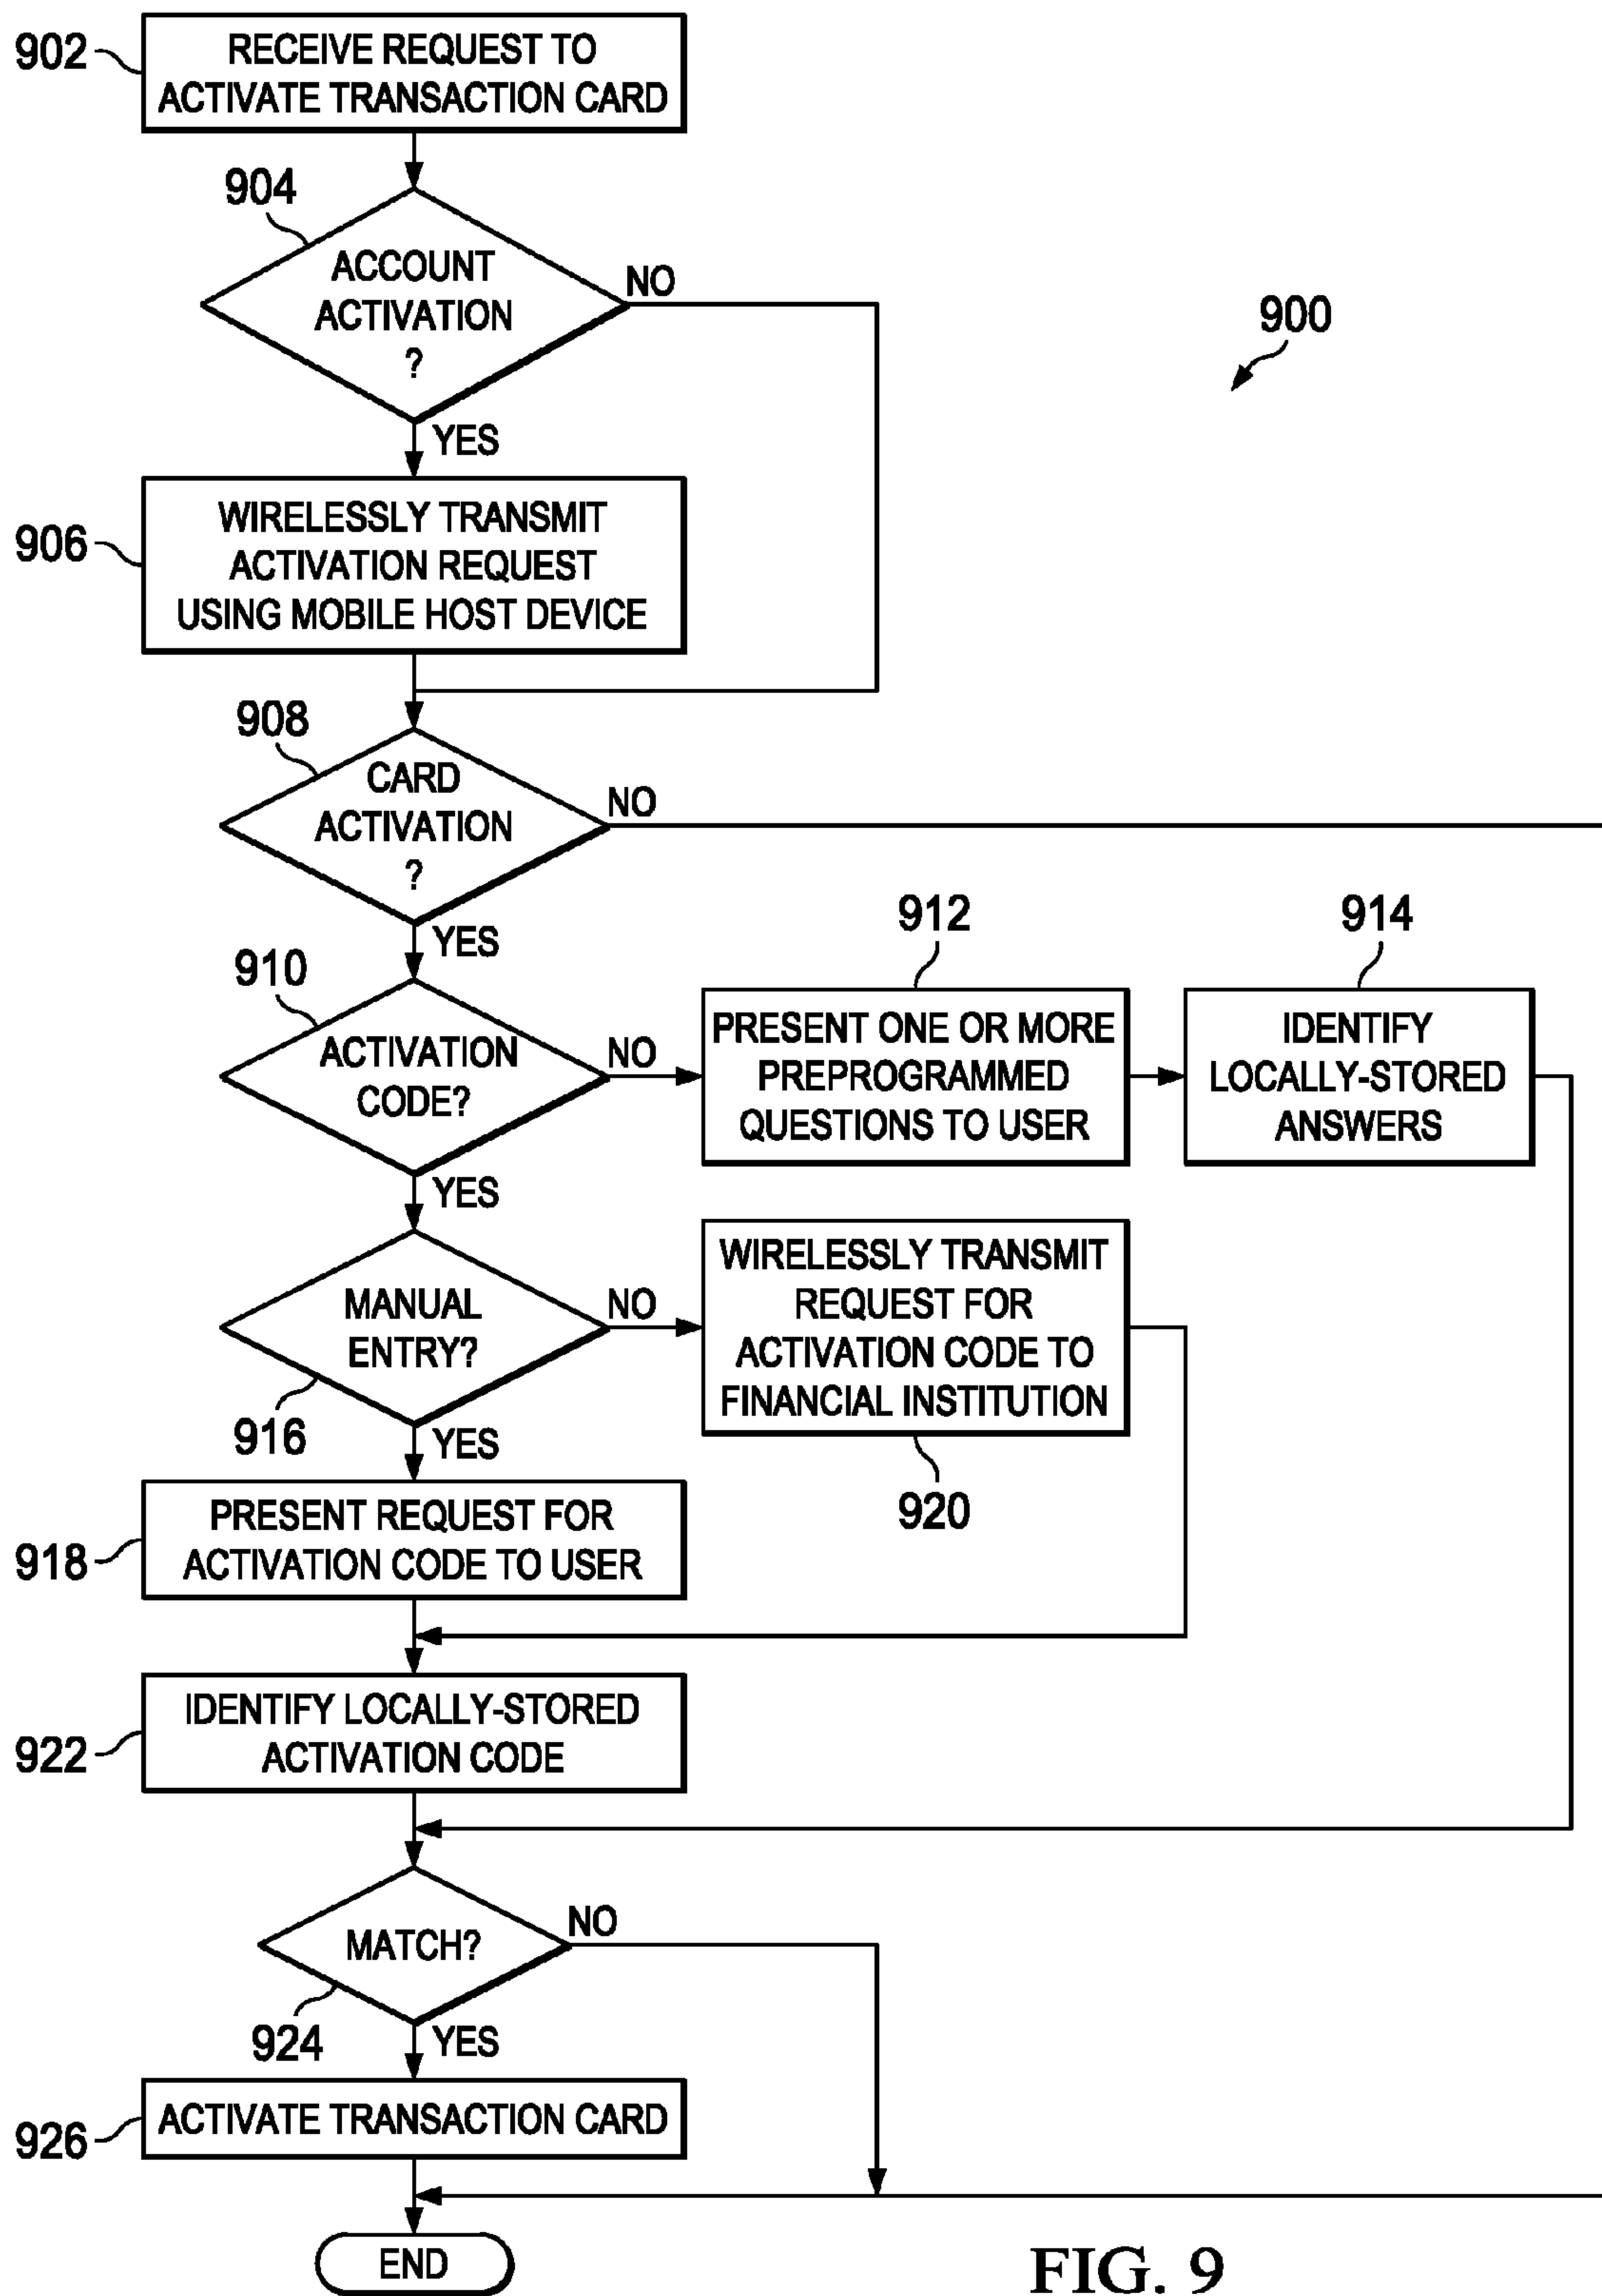 902
RECEIVE REQUEST TO
ACTIVATE TRANSACTION CARD
904
ACCOUNT
ACTIVATION
?
NO
900
YES
906
WIRELESSLY TRANSMIT
ACTIVATION REQUEST
USING MOBILE HOST DEVICE
908
CARD
ACTIVATION
?
NO
YES
910
ACTIVATION
CODE?
NO
912
PRESENT ONE OR MORE
PREPROGRAMMED
QUESTIONS TO USER
914
IDENTIFY
LOCALLY-STORED
ANSWERS
YES
MANUAL
ENTRY?
916
NO
WIRELESSLY TRANSMIT
REQUEST FOR
ACTIVATION CODE TO
FINANCIAL INSTITUTION
920
YES
918
PRESENT REQUEST FOR
ACTIVATION CODE TO USER
922
IDENTIFY LOCALLY-STORED
ACTIVATION CODE
MATCH?
NO
924
YES
926
ACTIVATE TRANSACTION CARD
END
FIG. 9